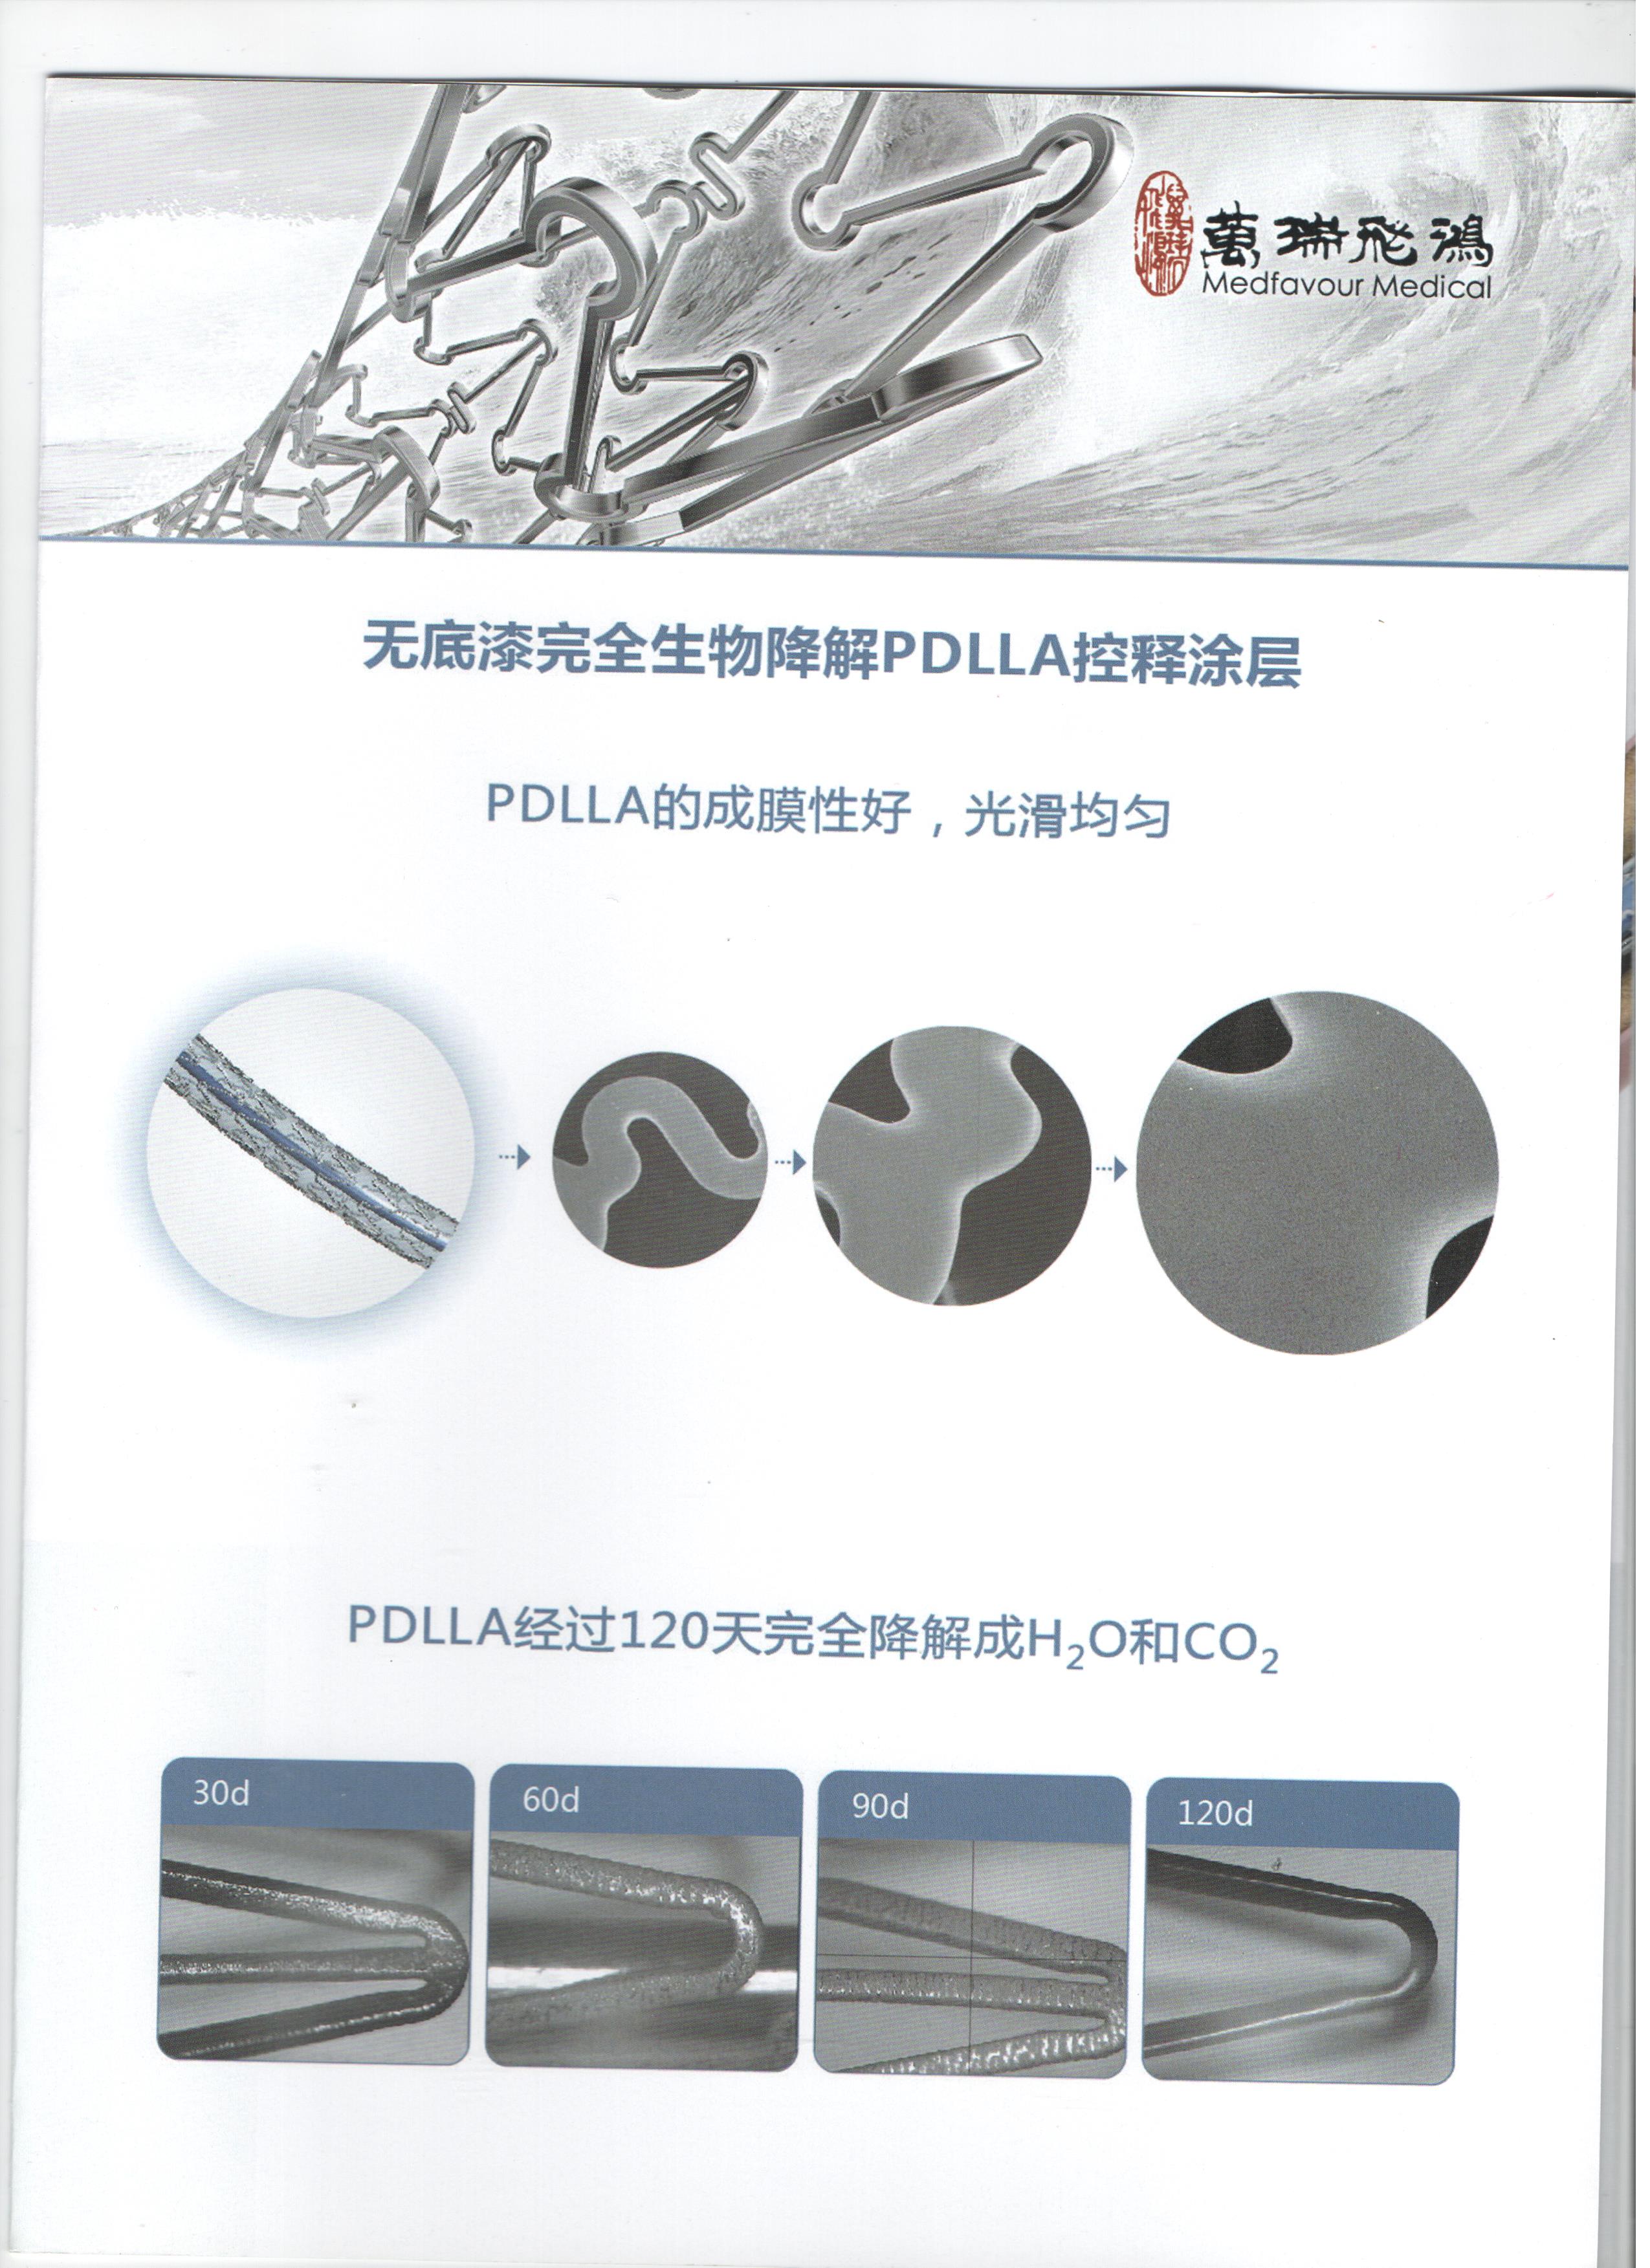 萬瑞飛鴻
Medfavour Medical
无底漆完全生物降解PDLLA控释涂层
PDLLA的成膜性好，光滑均匀
PDLLA经过120天完全降解成H₂O和CO₂
30d
60d
90d
120d